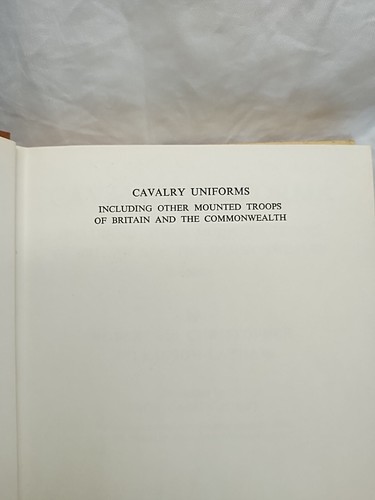 CAVALRY UNIFORMS
INCLUDING OTHER MOUNTED TROOPS
OF BRITAIN AND THE COMMONWEALTH